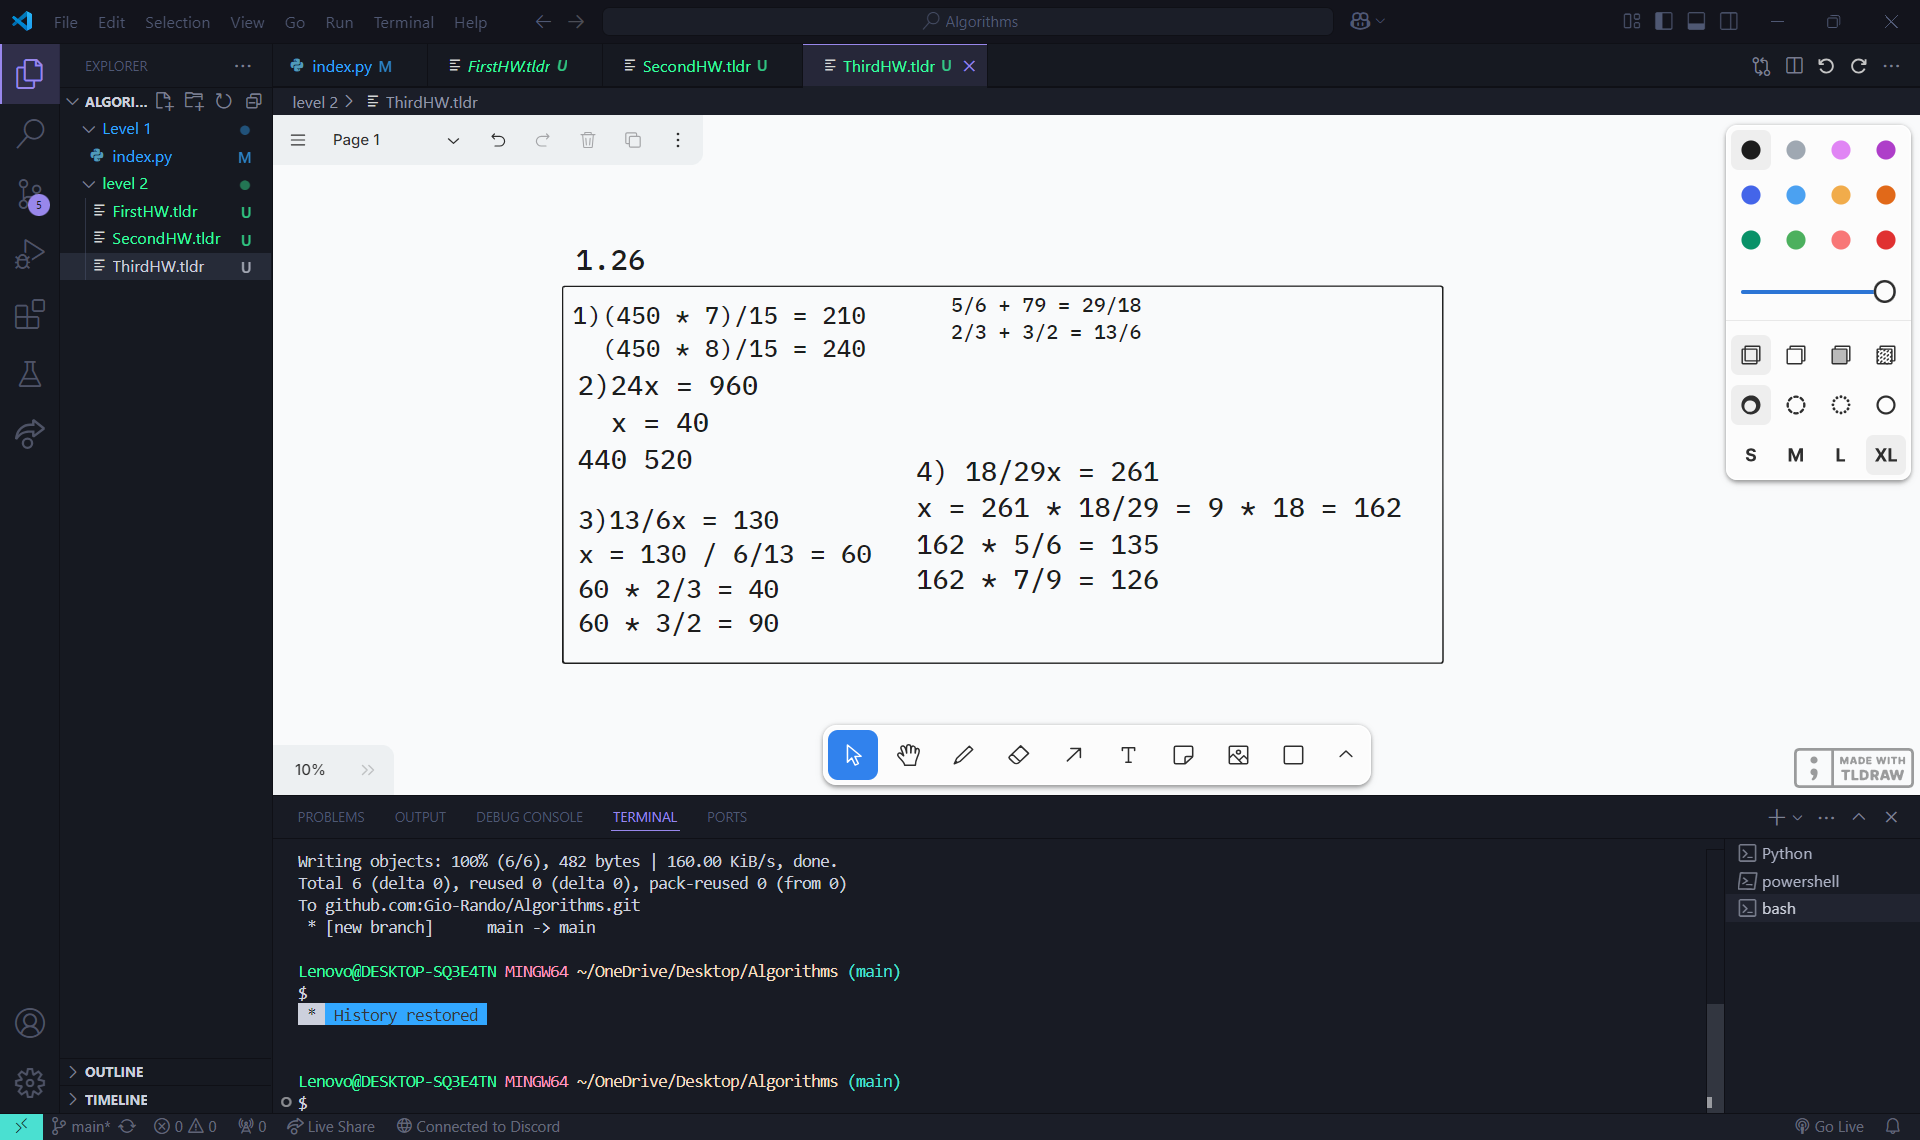 File Edit Selection View Go Run Terminal Help
Algorithms
EXPLORER
index.py M
FirstHW.tldr U
SecondHW.tldr U
ThirdHW.tldr U
ALGORI...
level 2 > ThirdHW.tldr
Level 1
index.py M
level 2
FirstHW.tldr U
SecondHW.tldr U
ThirdHW.tldr U
5
Page 1
1.26
1)(450 * 7)/15 = 210
(450 * 8)/15 = 240
2)24x = 960
x = 40
440 520
3)13/6x = 130
x = 130 / 6/13 = 60
60 * 2/3 = 40
60 * 3/2 = 90
5/6 + 79 = 29/18
2/3 + 3/2 = 13/6
4) 18/29x = 261
x = 261 * 18/29 = 9 * 18 = 162
162 * 5/6 = 135
162 * 7/9 = 126
S M L XL
10%
T
MADE WITH
TLDRAW
PROBLEMS OUTPUT DEBUG CONSOLE TERMINAL PORTS
Writing objects: 100% (6/6), 482 bytes | 160.00 KiB/s, done.
Total 6 (delta 0), reused 0 (delta 0), pack-reused 0 (from 0)
To github.com:Gio-Rando/Algorithms.git
* [new branch] main -> main
Lenovo@DESKTOP-SQ3E4TN MINGW64 ~/OneDrive/Desktop/Algorithms (main)
$
* History restored
Lenovo@DESKTOP-SQ3E4TN MINGW64 ~/OneDrive/Desktop/Algorithms (main)
$
Python
powershell
bash
OUTLINE
TIMELINE
main* 0 0 0 Live Share Connected to Discord Go Live